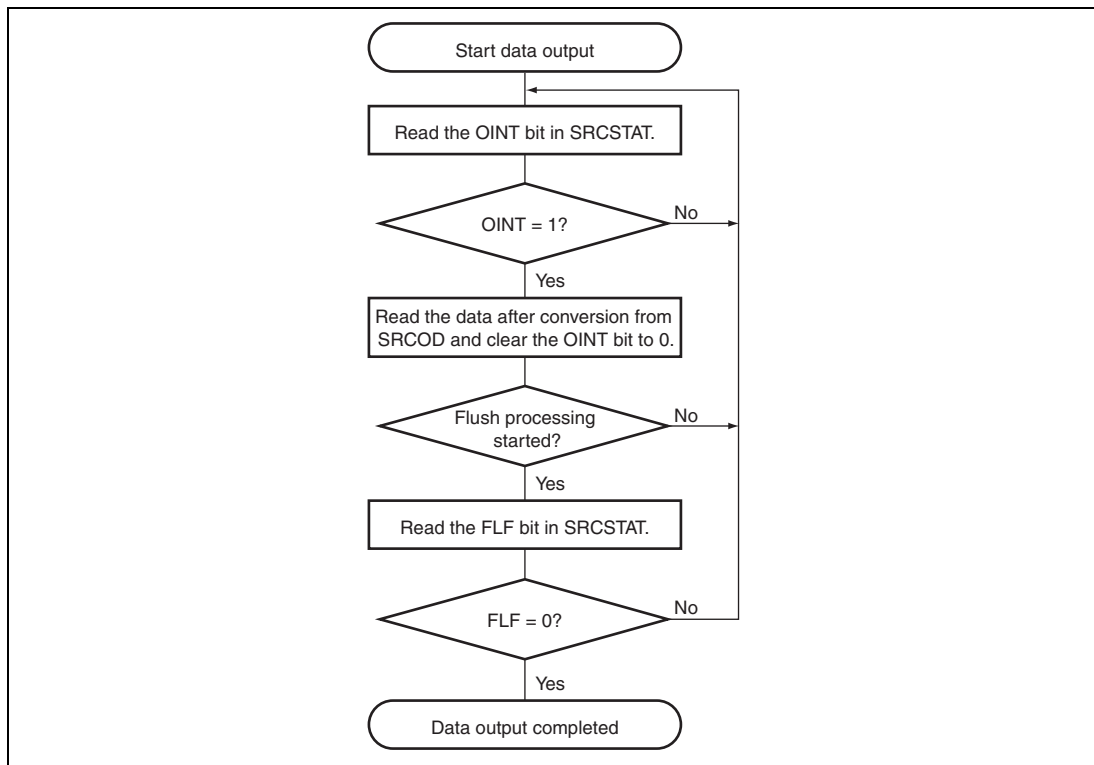 Start data output
Read the OINT bit in SRCSTAT.
OINT = 1?
No
Yes
Read the data after conversion from
SRCOD and clear the OINT bit to 0.
Flush processing
started?
No
Yes
Read the FLF bit in SRCSTAT.
FLF = 0?
No
Yes
Data output completed